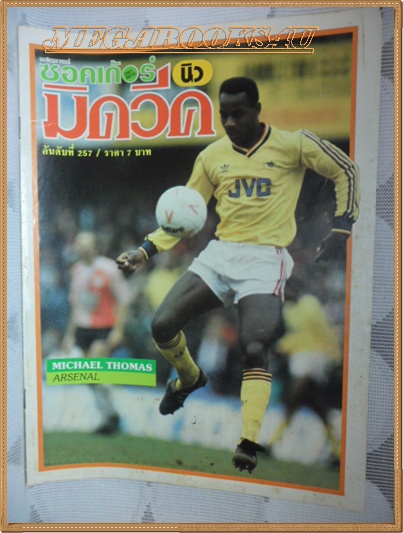 MEGABOOKS4U
ซอคเก้อร์ นิว
มิดวีค
อันดับที่ 257 / ราคา 7 บาท
JVC
MICHAEL THOMAS
ARSENAL